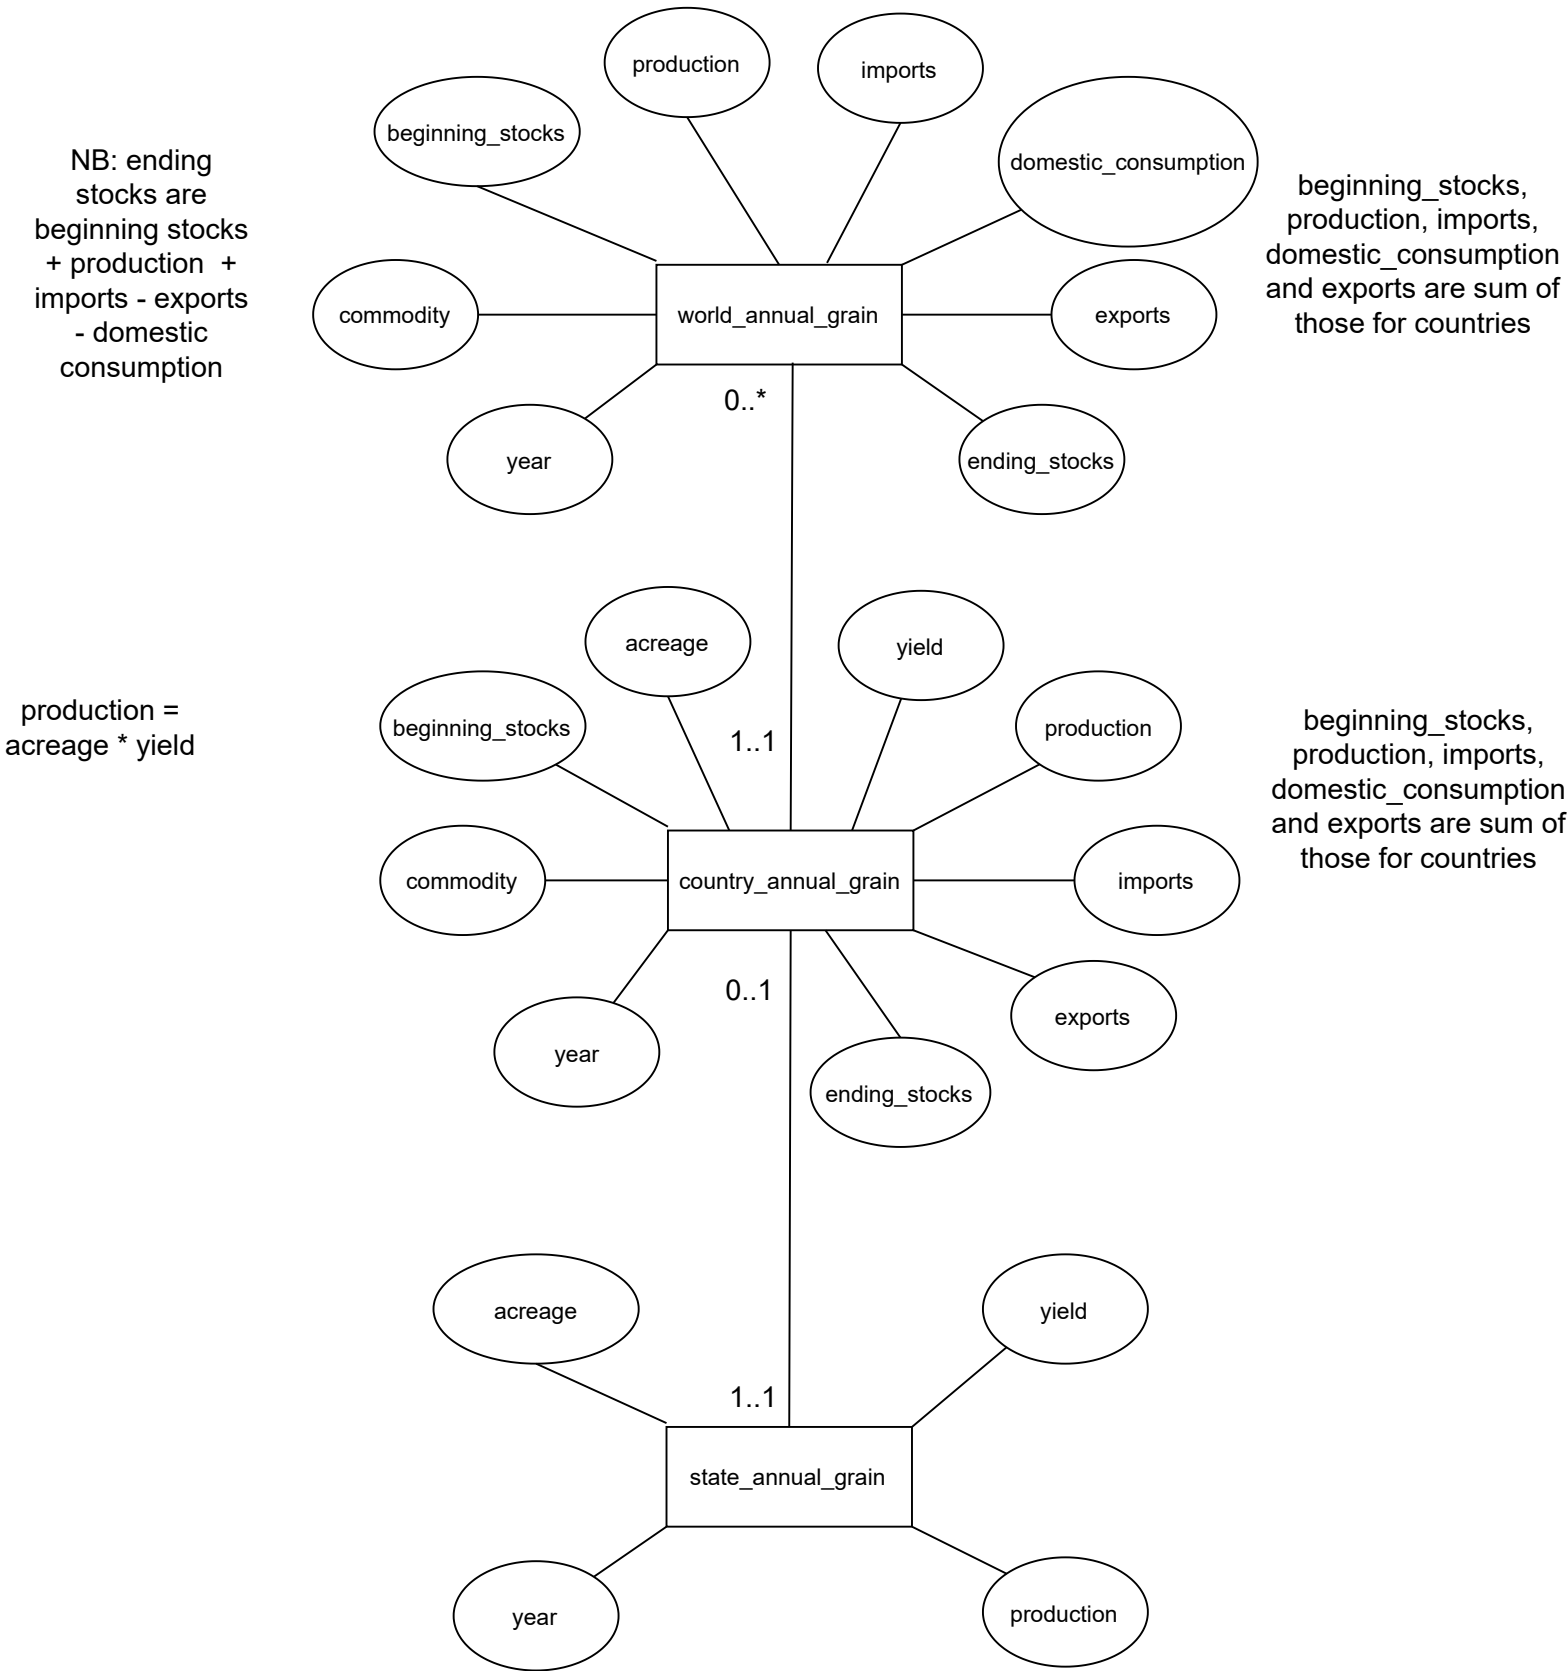 production
imports
beginning_stocks
domestic_consumption
NB: ending
stocks are
beginning stocks
+ production +
imports - exports
- domestic
consumption
beginning_stocks,
production, imports,
domestic_consumption
and exports are sum of
those for countries
commodity
world_annual_grain
exports
0..*
year
ending_stocks
acreage
yield
production =
acreage * yield
beginning_stocks
1..1
production
beginning_stocks,
production, imports,
domestic_consumption
and exports are sum of
those for countries
commodity
country_annual_grain
imports
0..1
exports
year
ending_stocks
acreage
yield
1..1
state_annual_grain
year
production